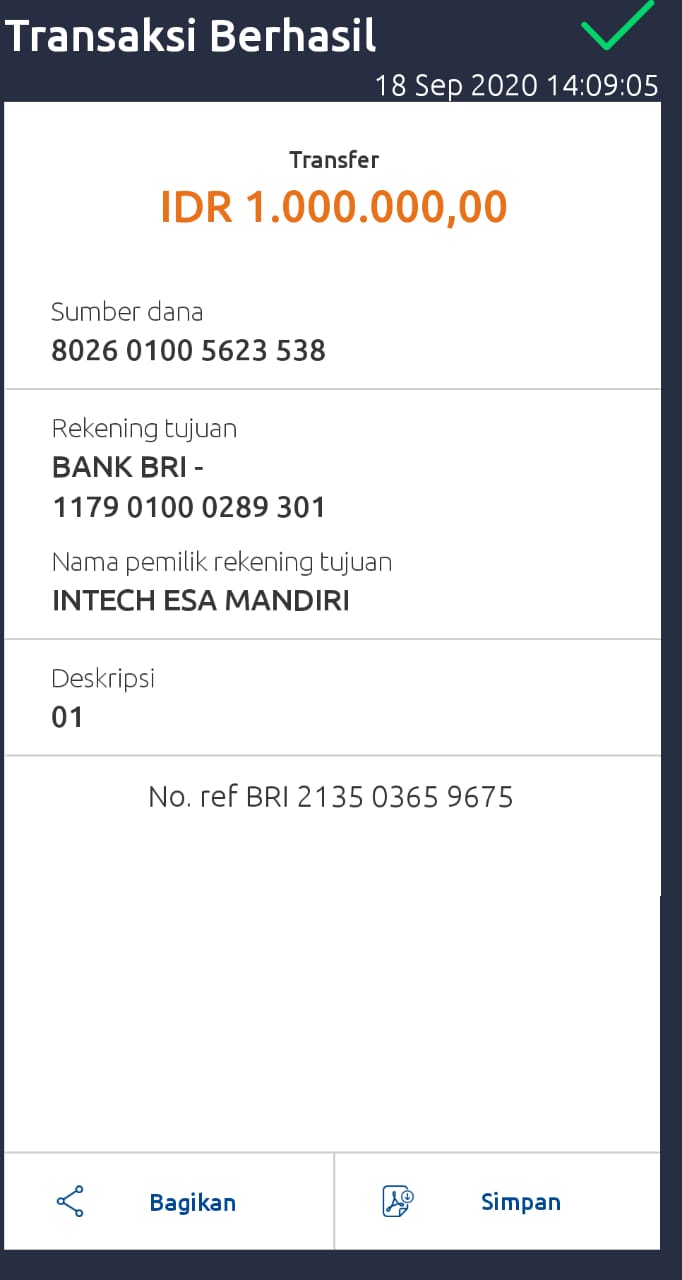 Transaksi Berhasil
18 Sep 2020 14:09:05
Transfer
IDR 1.000.000,00
Sumber dana
8026 0100 5623 538
Rekening tujuan
BANK BRI -
1179 0100 0289 301
Nama pemilik rekening tujuan
INTECH ESA MANDIRI
Deskripsi
01
No. ref BRI 2135 0365 9675
Bagikan
Simpan